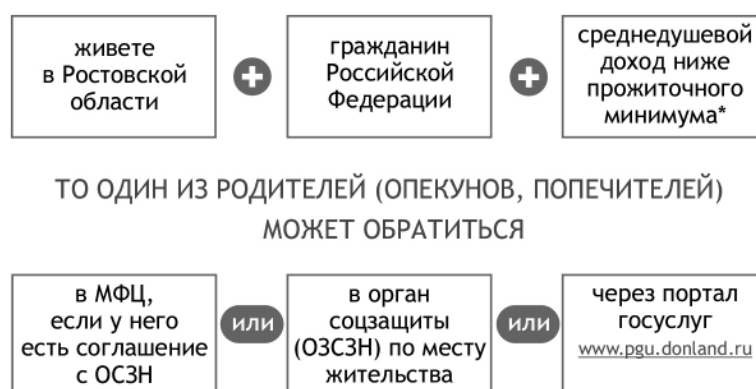 живете
в Ростовской
области
+
гражданин
Российской
Федерации
+
среднедушевой
доход ниже
прожиточного
минимума*
ТО ОДИН ИЗ РОДИТЕЛЕЙ (ОПЕКУНОВ, ПОПЕЧИТЕЛЕЙ)
МОЖЕТ ОБРАТИТЬСЯ
в МФЦ,
если у него
есть соглашение
с ОСЗН
или
в орган
соцзащиты
(ОЗСЗН) по месту
жительства
или
через портал
госуслуг
www.pgu.donland.ru